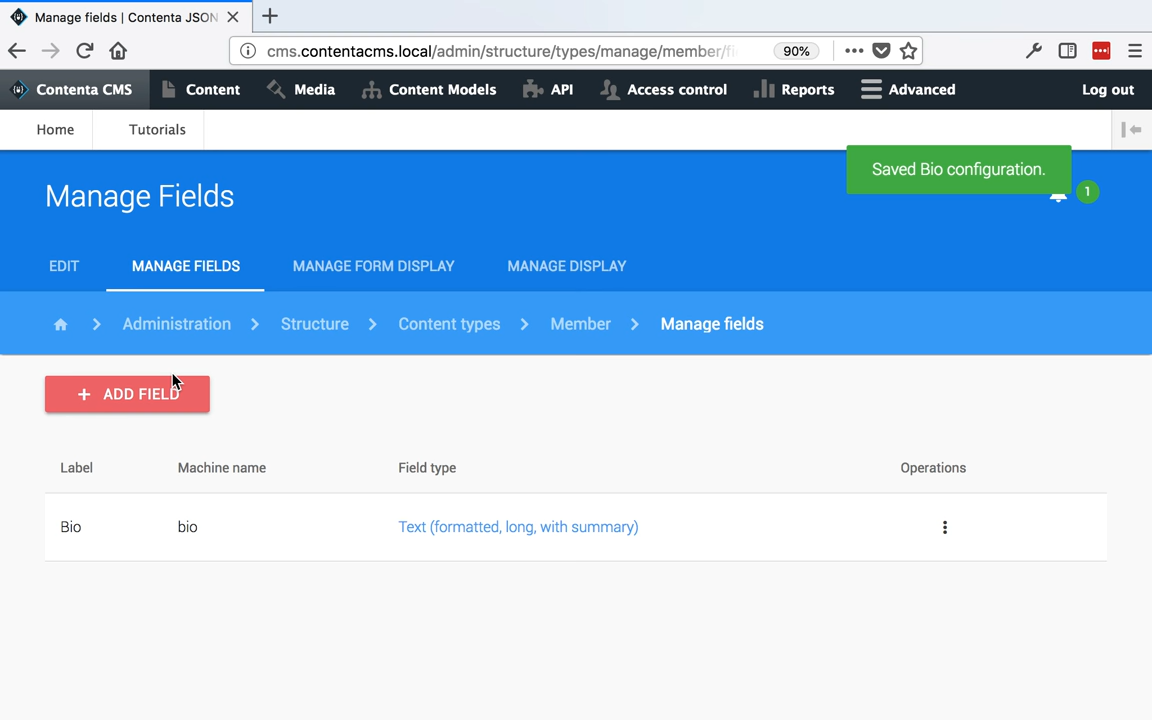 Manage fields | Contenta JSON
cms.contentacms.local/admin/structure/types/manage/member/fi
90%
Contenta CMS
Content
Media
Content Models
API
Access control
Reports
Advanced
Log out
Home
Tutorials
Saved Bio configuration.
Manage Fields
1
EDIT
MANAGE FIELDS
MANAGE FORM DISPLAY
MANAGE DISPLAY
Administration
Structure
Content types
Member
Manage fields
+ ADD FIELD
Label
Machine name
Field type
Operations
Bio
bio
Text (formatted, long, with summary)